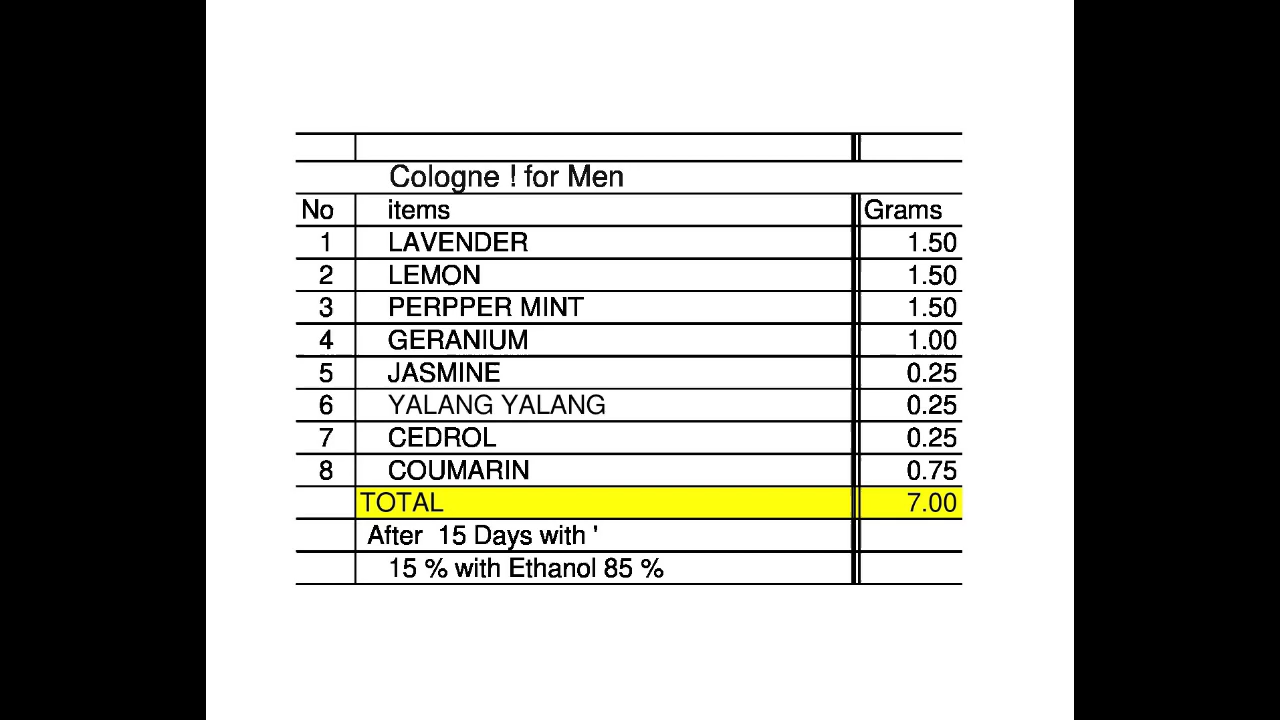 Cologne ! for Men
No items Grams
1 LAVENDER 1.50
2 LEMON 1.50
3 PERPPER MINT 1.50
4 GERANIUM 1.00
5 JASMINE 0.25
6 YALANG YALANG 0.25
7 CEDROL 0.25
8 COUMARIN 0.75
TOTAL 7.00
After 15 Days with '
15 % with Ethanol 85 %